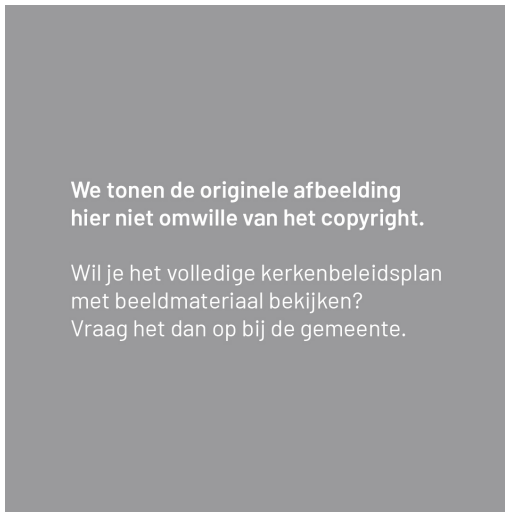 We tonen de originele afbeelding
hier niet omwille van het copyright.
Wil je het volledige kerkenbeleidsplan
met beeldmateriaal bekijken?
Vraag het dan op bij de gemeente.